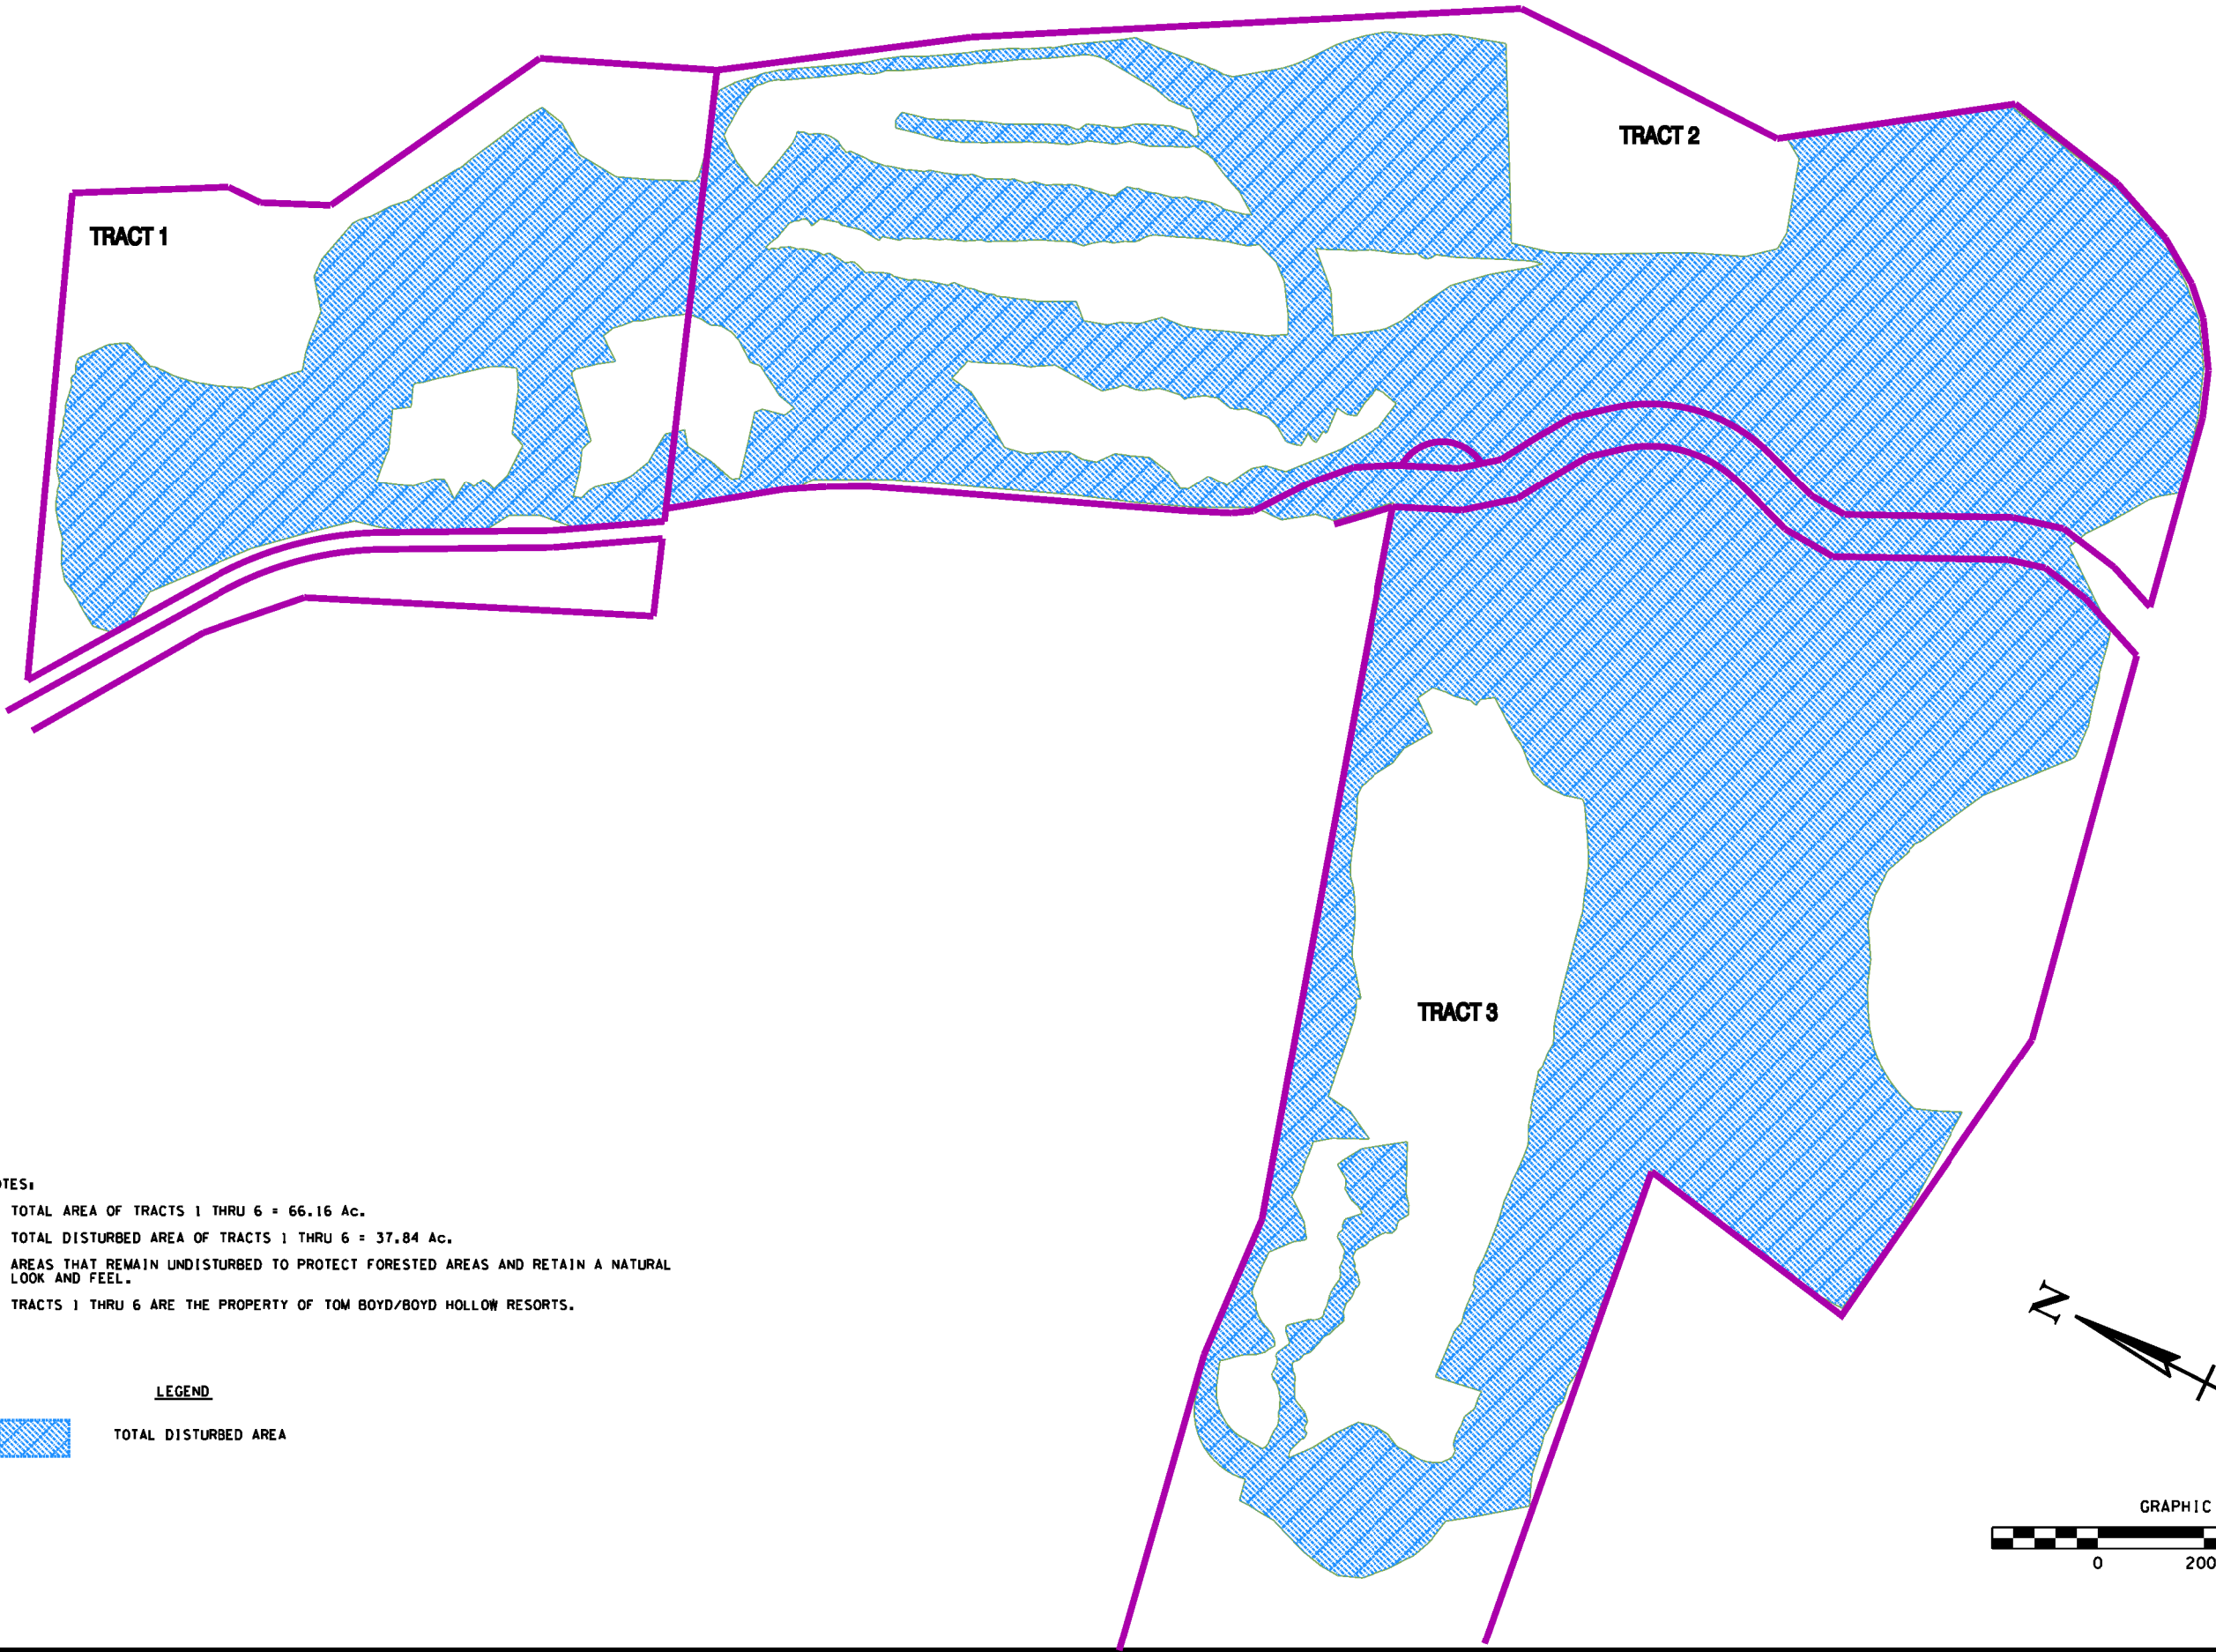 TRACT 1
TRACT 2
TRACT 3
OTES:
TOTAL AREA OF TRACTS 1 THRU 6 = 66.16 Ac.
TOTAL DISTURBED AREA OF TRACTS 1 THRU 6 = 37.84 Ac.
AREAS THAT REMAIN UNDISTURBED TO PROTECT FORESTED AREAS AND RETAIN A NATURAL
LOOK AND FEEL.
TRACTS 1 THRU 6 ARE THE PROPERTY OF TOM BOYD/BOYD HOLLOW RESORTS.
LEGEND
TOTAL DISTURBED AREA
N
GRAPHIC
0 200